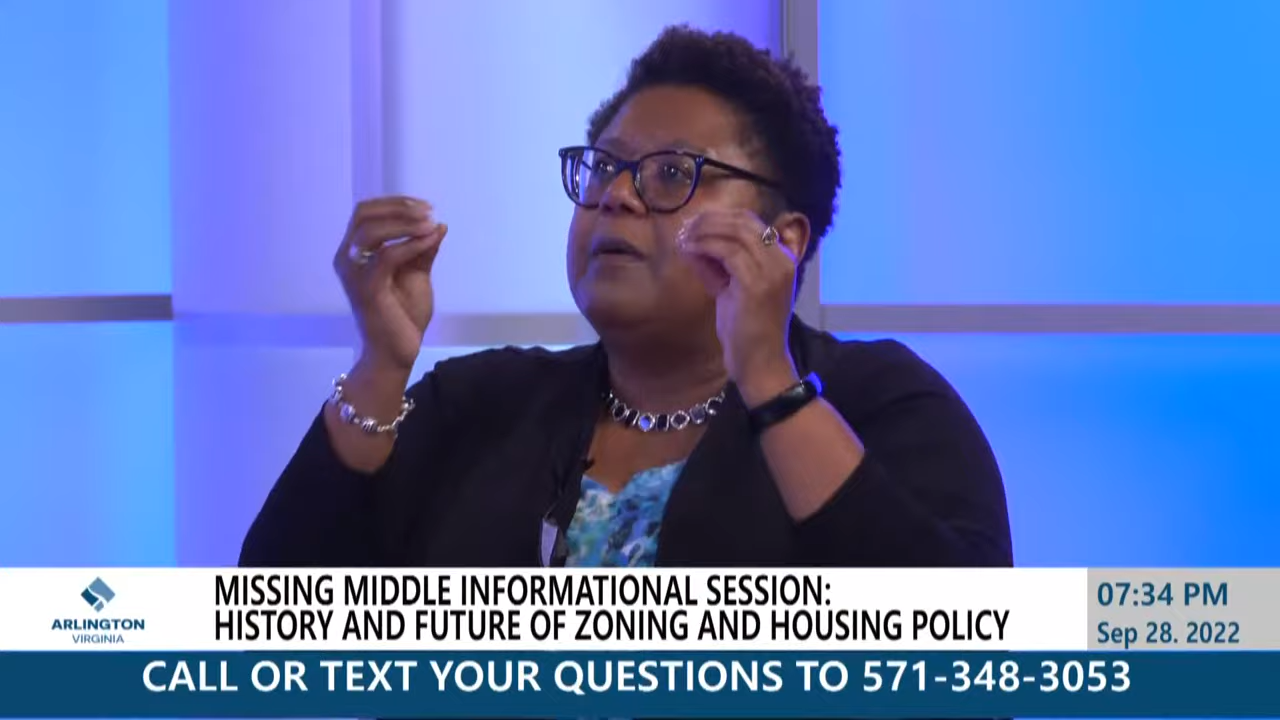 MISSING MIDDLE INFORMATIONAL SESSION:
HISTORY AND FUTURE OF ZONING AND HOUSING POLICY
ARLINGTON
VIRGINIA
07:34 PM
Sep 28. 2022
CALL OR TEXT YOUR QUESTIONS TO 571-348-3053